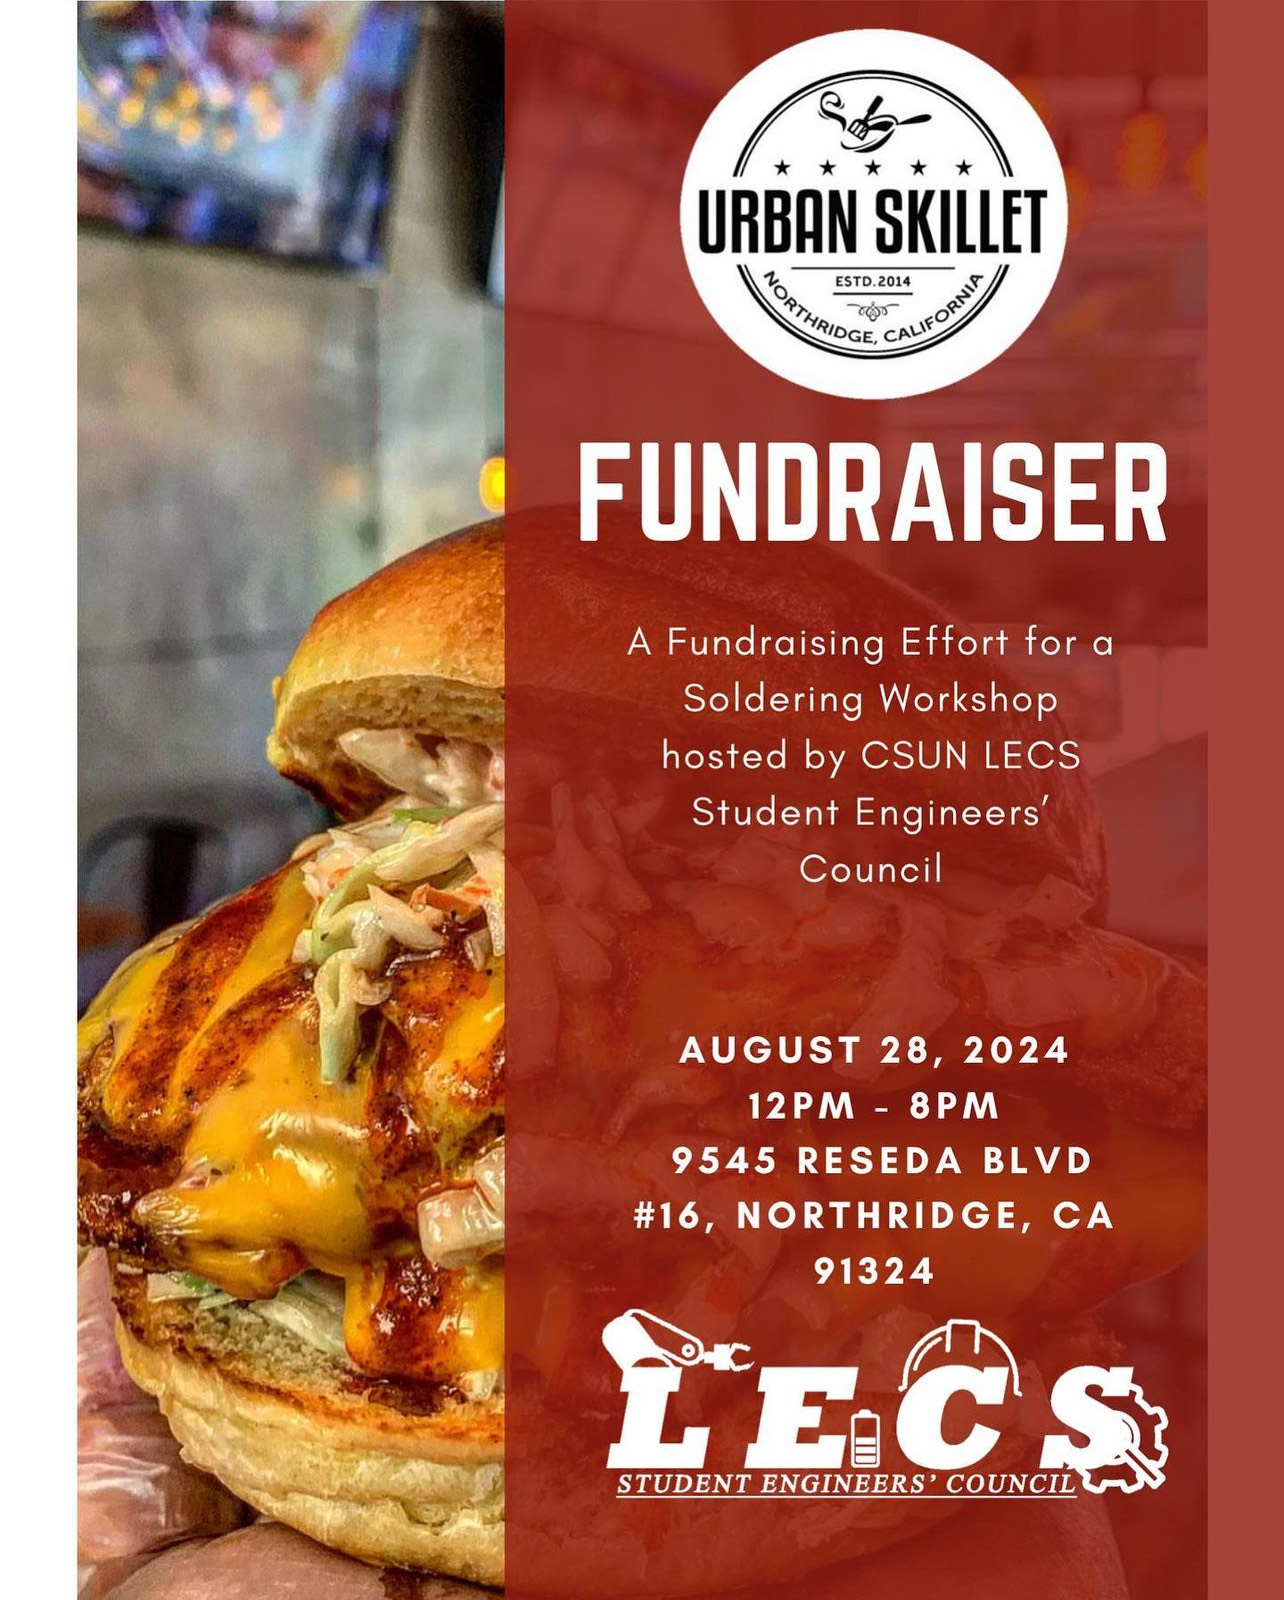 URBAN SKILLET
ESTD.2014
NORTHRIDGE, CALIFORNIA
FUNDRAISER
A Fundraising Effort for a
Soldering Workshop
hosted by CSUN LECS
Student Engineers’
Council
AUGUST 28, 2024
12PM - 8PM
9545 RESEDA BLVD
#16, NORTHRIDGE, CA
91324
LECS
STUDENT ENGINEERS’ COUNCIL